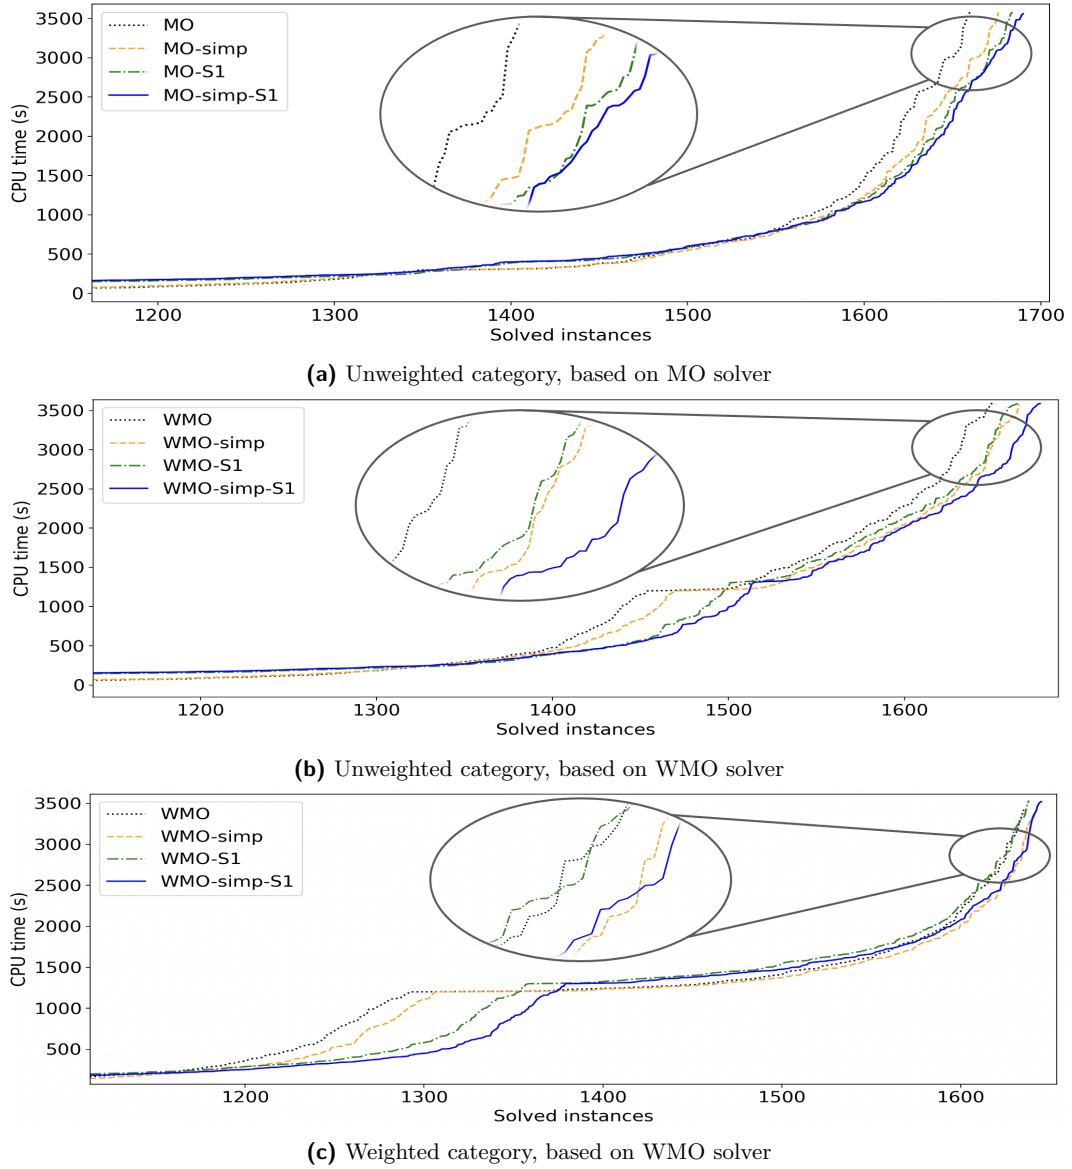 MO
MO-simp
MO-S1
MO-simp-S1
CPU time (s)
3500
3000
2500
2000
1500
1000
500
0
1200 1300 1400 1500 1600 1700
Solved instances
(a) Unweighted category, based on MO solver
WMO
WMO-simp
WMO-S1
WMO-simp-S1
CPU time (s)
3500
3000
2500
2000
1500
1000
500
0
1200 1300 1400 1500 1600
Solved instances
(b) Unweighted category, based on WMO solver
WMO
WMO-simp
WMO-S1
WMO-simp-S1
CPU time (s)
3500
3000
2500
2000
1500
1000
500
1200 1300 1400 1500 1600
Solved instances
(c) Weighted category, based on WMO solver